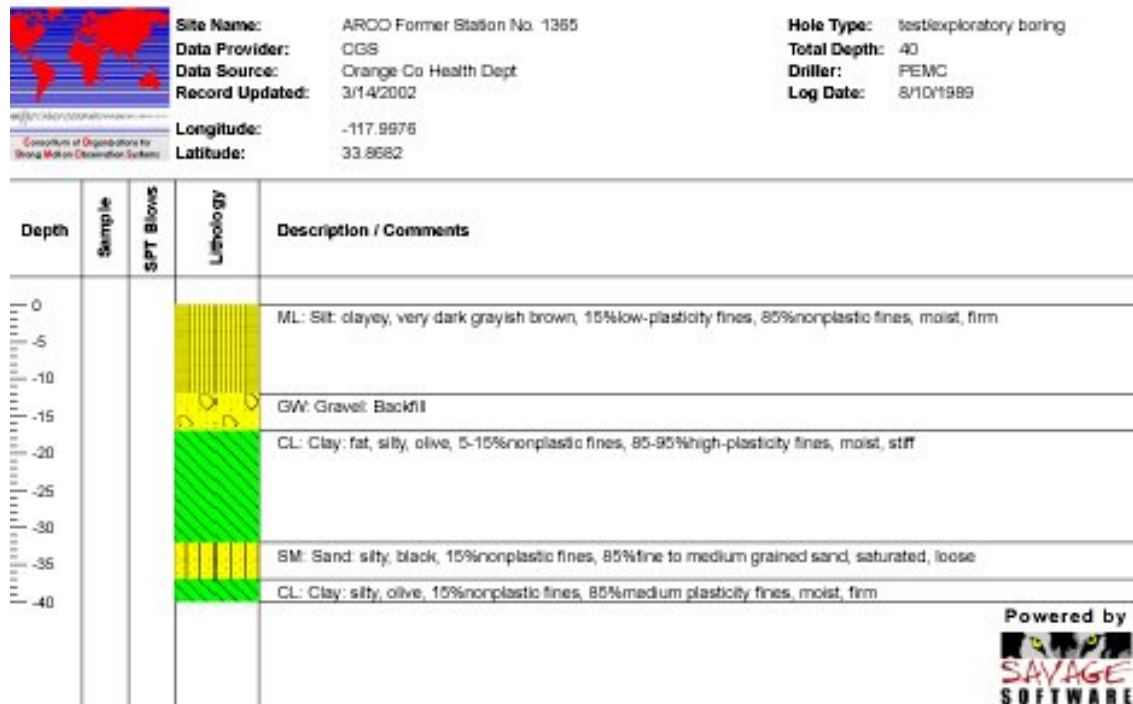 Site Name: ARCO Former Station No. 1365 Hole Type: test/exploratory boring
Data Provider: CGS Total Depth: 40
Data Source: Orange Co Health Dept Driller: PEMC
Record Updated: 3/14/2002 Log Date: 8/10/1989
Longitude: -117.9976
Latitude: 33.8682
Consortium of Organizations for
Strong Motion Observation Systems
Depth Sample SPT Blows Lithology Description / Comments
0
ML: Silt: clayey, very dark grayish brown, 15%low-plasticity fines, 85%nonplastic fines, moist, firm
-5
-10
GW: Gravel: Backfill
-15
CL: Clay: fat, silty, olive, 5-15%nonplastic fines, 85-95%high-plasticity fines, moist, stiff
-20
-25
-30
SM: Sand: silty, black, 15%nonplastic fines, 85%fine to medium grained sand, saturated, loose
-35
CL: Clay: silty, olive, 15%nonplastic fines, 85%medium plasticity fines, moist, firm
-40
Powered by
SAVAGE
SOFTWARE